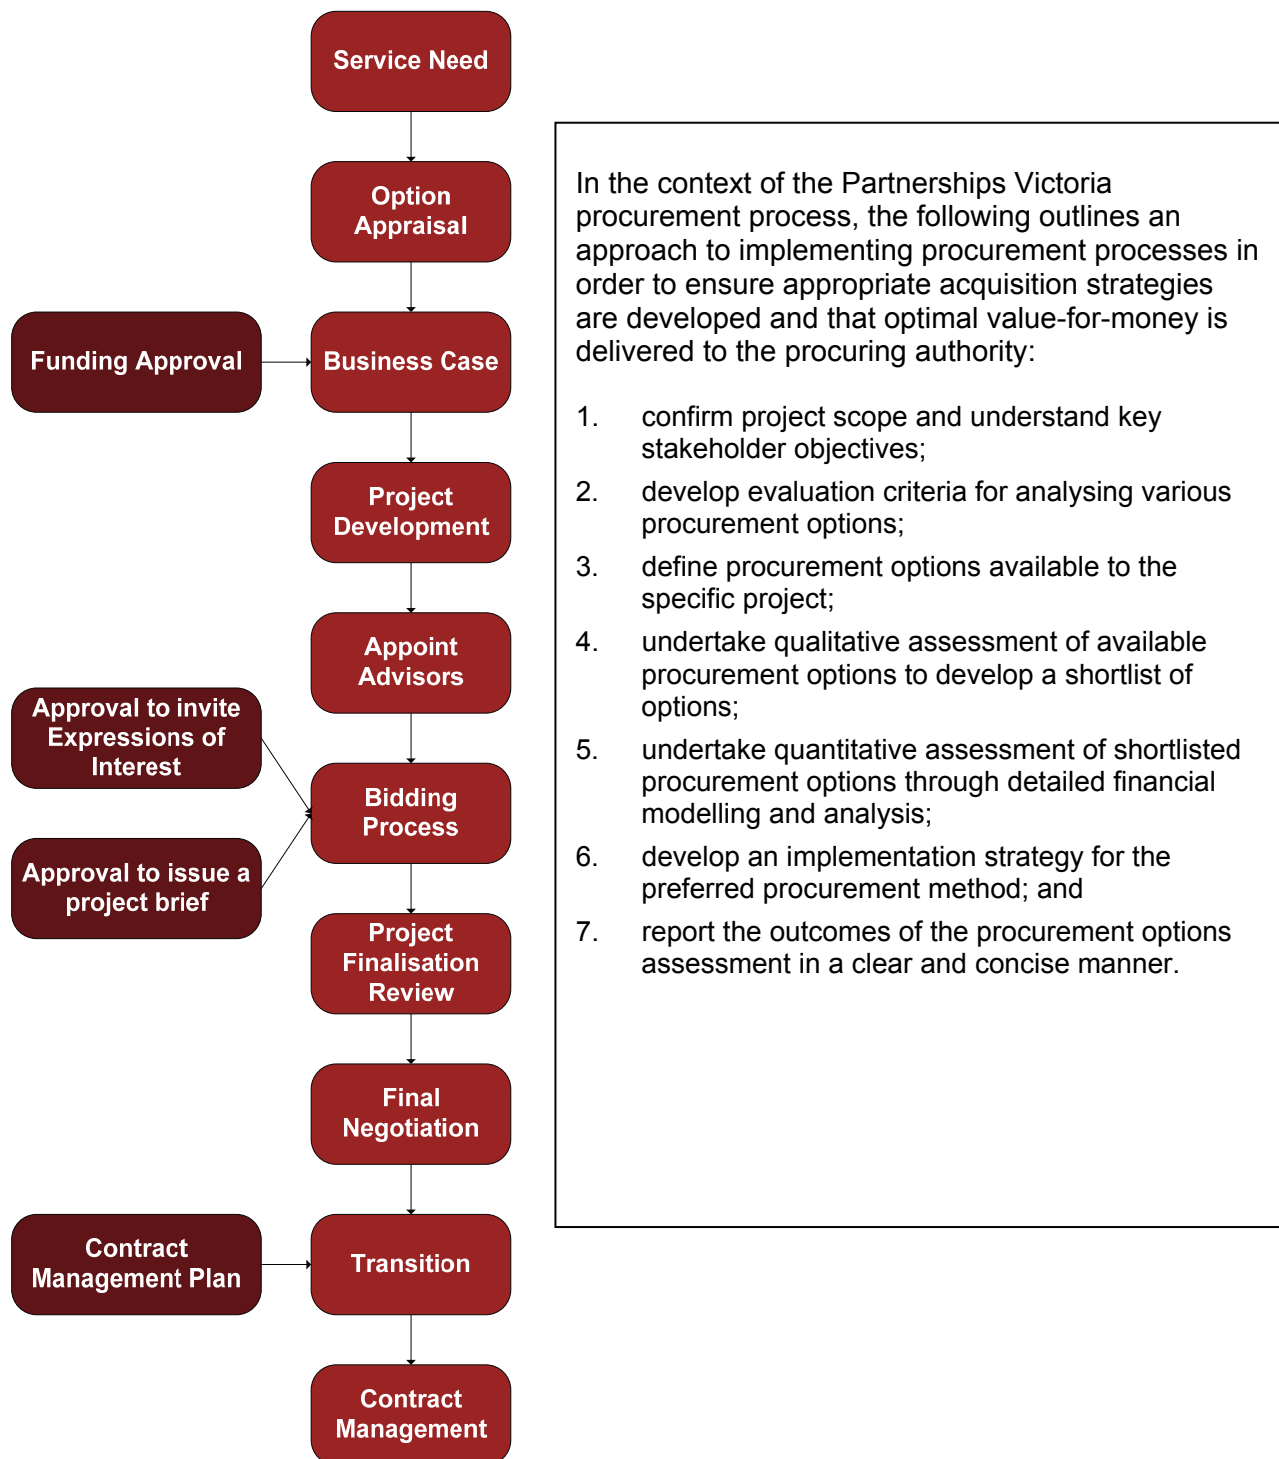 Service Need
Option
Appraisal
Funding Approval
Business Case
Project
Development
Appoint
Advisors
Approval to invite
Expressions of
Interest
Approval to issue a
project brief
Bidding
Process
Project
Finalisation
Review
Final
Negotiation
Contract
Management Plan
Transition
Contract
Management
In the context of the Partnerships Victoria
procurement process, the following outlines an
approach to implementing procurement processes in
order to ensure appropriate acquisition strategies
are developed and that optimal value-for-money is
delivered to the procuring authority:
1. confirm project scope and understand key
stakeholder objectives;
2. develop evaluation criteria for analysing various
procurement options;
3. define procurement options available to the
specific project;
4. undertake qualitative assessment of available
procurement options to develop a shortlist of
options;
5. undertake quantitative assessment of shortlisted
procurement options through detailed financial
modelling and analysis;
6. develop an implementation strategy for the
preferred procurement method; and
7. report the outcomes of the procurement options
assessment in a clear and concise manner.